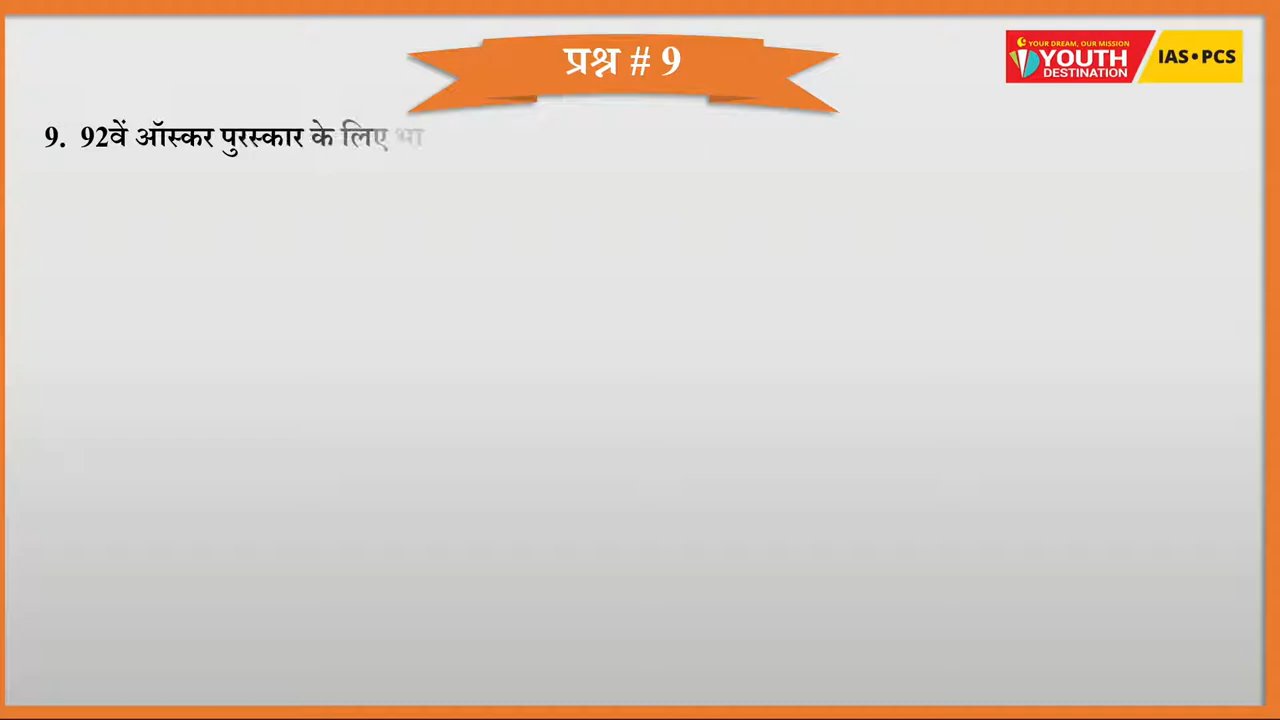 प्रश्न # 9
YOUR DREAM, OUR MISSION
YOUTH
DESTINATION
IAS•PCS
9. 92वें ऑस्कर पुरस्कार के लिए भा